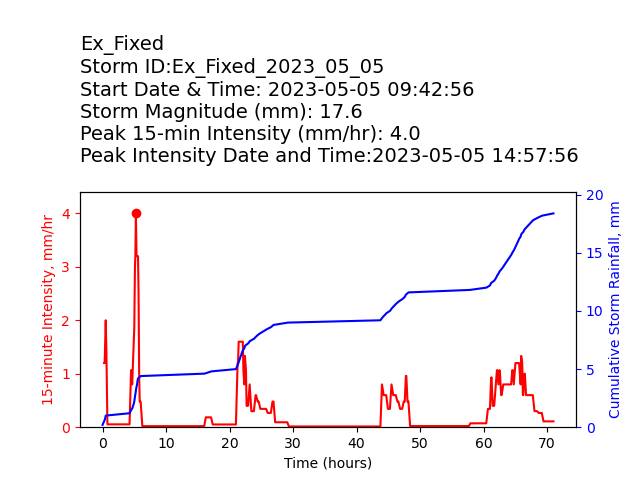 Ex_Fixed
Storm ID:Ex_Fixed_2023_05_05
Start Date & Time: 2023-05-05 09:42:56
Storm Magnitude (mm): 17.6
Peak 15-min Intensity (mm/hr): 4.0
Peak Intensity Date and Time:2023-05-05 14:57:56
15-minute Intensity, mm/hr
4
3
2
1
0
20
15
10
5
0
Cumulative Storm Rainfall, mm
0 10 20 30 40 50 60 70
Time (hours)